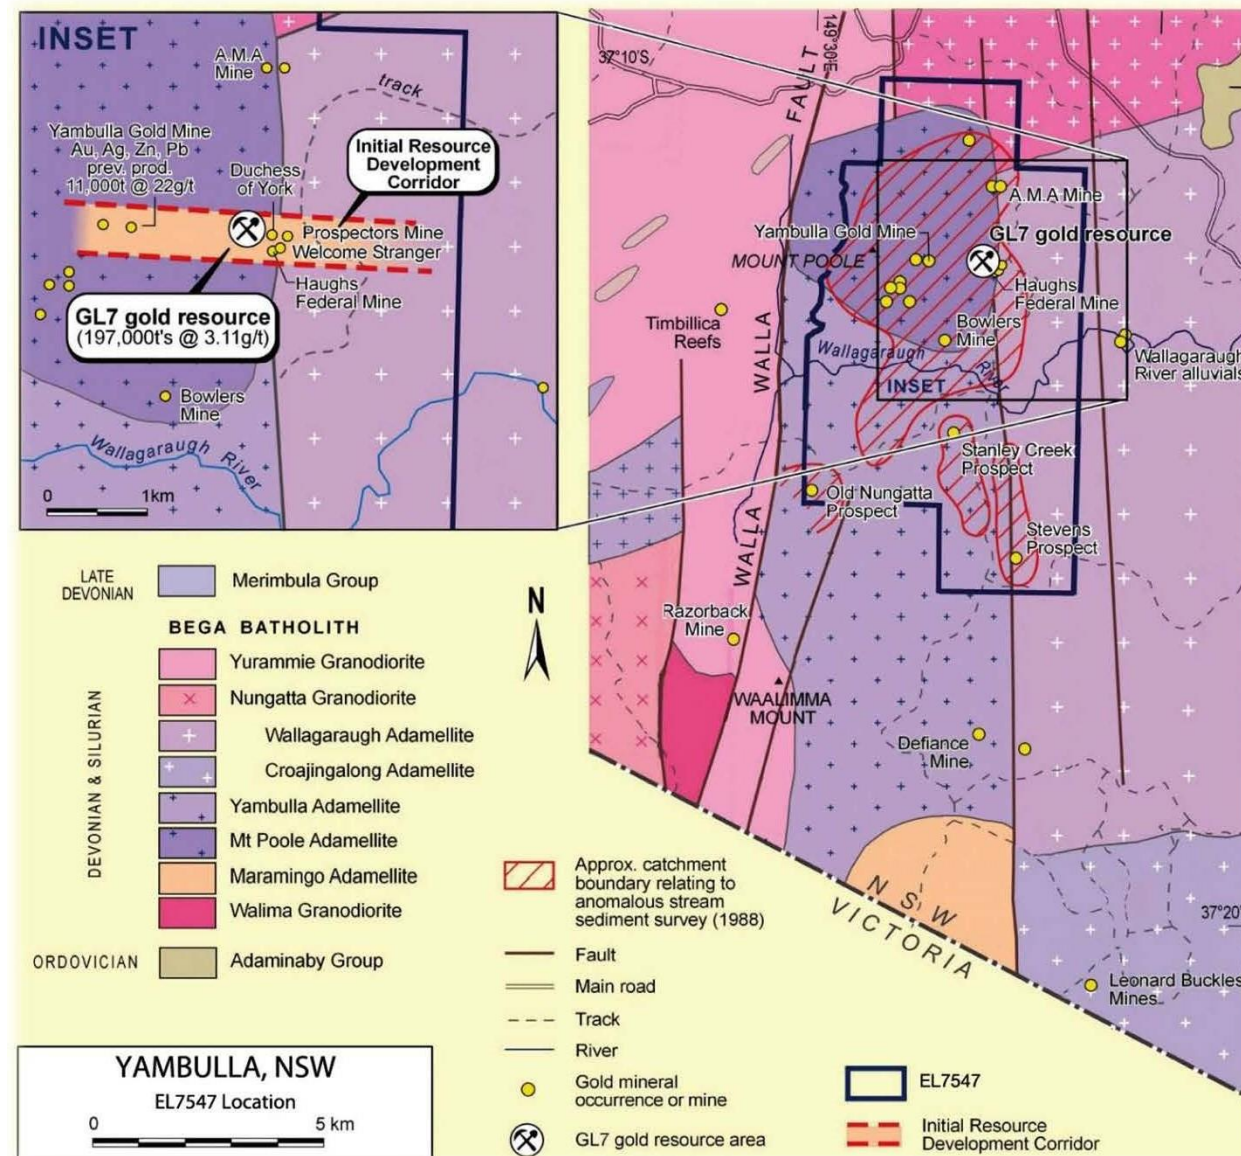 INSET
A.M.A
Mine
track
Yambulla Gold Mine
Au, Ag, Zn, Pb
prev. prod.
11,000t @ 22g/t
Duchess
of York
Initial Resource
Development
Corridor
Prospectors Mine
Welcome Stranger
Haughs
Federal Mine
GL7 gold resource
(197,000t's @ 3.11g/t)
Bowlers
Mine
Wallagaraugh River
0 1km
37°10'S
149°30'E
WALLA WALLA FAULT
A.M.A Mine
Yambulla Gold Mine
GL7 gold resource
MOUNT POOLE
Haughs
Federal Mine
Timbillica
Reefs
Bowlers
Mine
Wallagaraugh River
INSET
Wallagaraugh
River alluvials
Stanley Creek
Prospect
Old Nungatta
Prospect
Stevens
Prospect
Razorback
Mine
WAALIMMA
MOUNT
Defiance
Mine
NSW
VICTORIA
37°20'
Leonard Buckles
Mines
N
LATE
DEVONIAN
Merimbula Group
BEGA BATHOLITH
DEVONIAN & SILURIAN
Yurammie Granodiorite
Nungatta Granodiorite
Wallagaraugh Adamellite
Croajingalong Adamellite
Yambulla Adamellite
Mt Poole Adamellite
Maramingo Adamellite
Walima Granodiorite
ORDOVICIAN
Adaminaby Group
Approx. catchment
boundary relating to
anomalous stream
sediment survey (1988)
Fault
Main road
Track
River
Gold mineral
occurrence or mine
GL7 gold resource area
EL7547
Initial Resource
Development Corridor
YAMBULLA, NSW
EL7547 Location
0 5 km